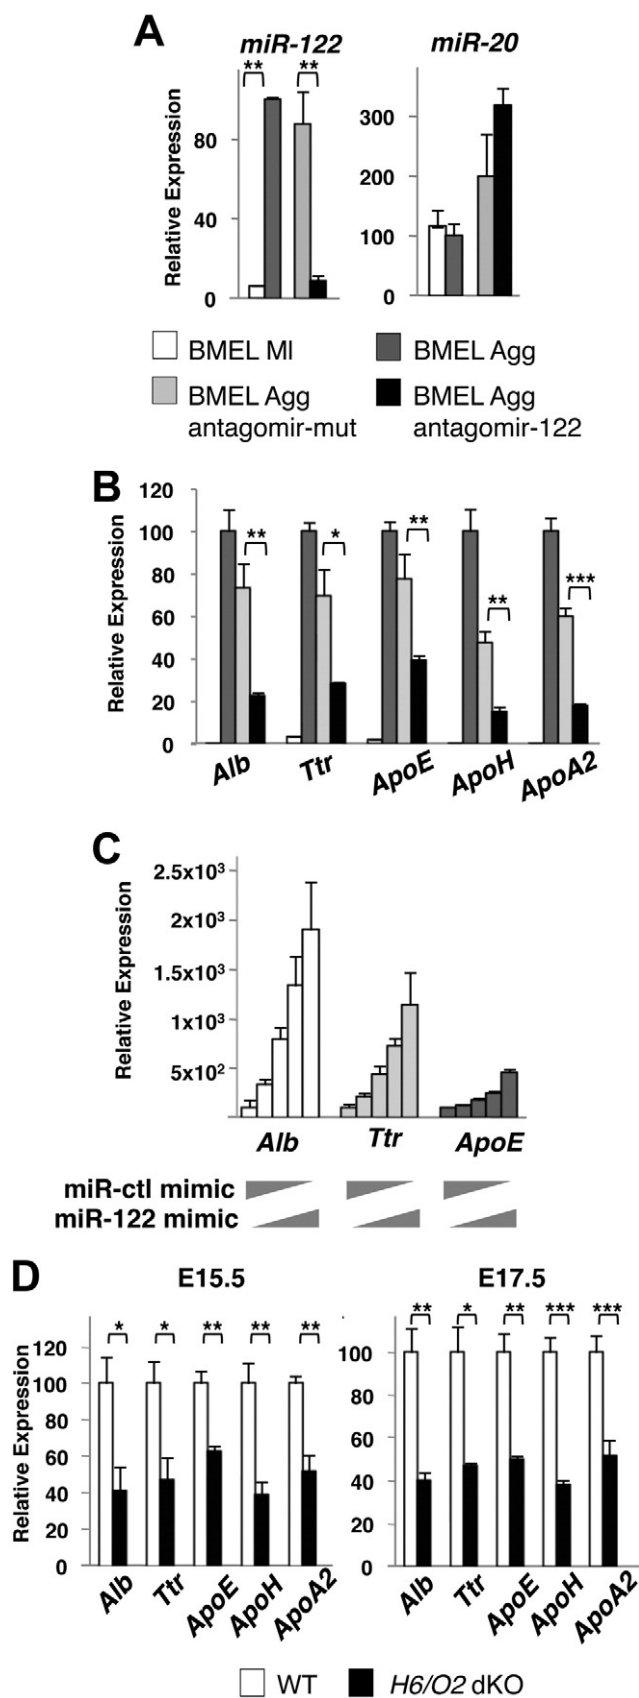 A
miR-122
miR-20
** **
Relative Expression
80
40
0
300
200
100
0
BMEL Ml
BMEL Agg
BMEL Agg
antagomir-mut
BMEL Agg
antagomir-122
B
Relative Expression
120
100
80
60
40
20
0
** * ** ** ***
Alb Ttr ApoE ApoH ApoA2
C
Relative Expression
2.5x10³
2x10³
1.5x10³
1x10³
5x10²
Alb Ttr ApoE
miR-ctl mimic
miR-122 mimic
D
E15.5
E17.5
Relative Expression
120
100
80
60
40
20
0
* * ** ** **
Alb Ttr ApoE ApoH ApoA2
100
80
60
40
20
0
** * ** *** ***
Alb Ttr ApoE ApoH ApoA2
WT H6/O2 dKO